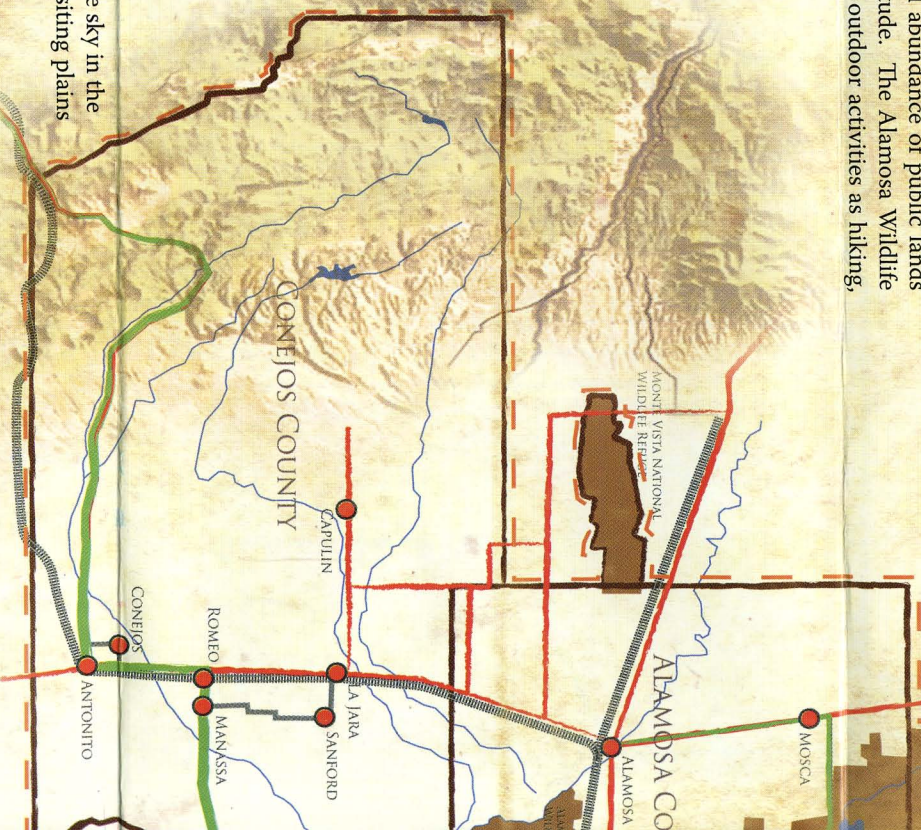 abundance of public lands
ude. The Alamosa Wildlife
outdoor activities as hiking,
e sky in the
siting plains
MONTE VISTA NATIONAL
WILDLIFE REFUGE
CONEJOS COUNTY
CAPULIN
CONEJOS
ROMEO
LA JARA
ANTONITO
MANASSA
SANFORD
ALAMOSA CO
ALAMOSA
MOSCA